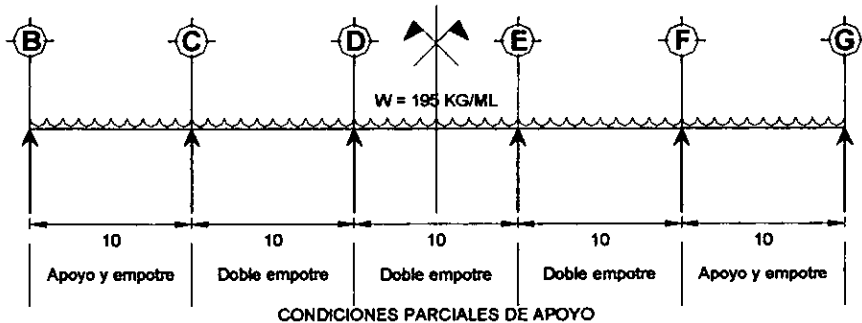 B C D E F G
W = 195 KG/ML
10 10 10 10 10
Apoyo y empotre Doble empotre Doble empotre Doble empotre Apoyo y empotre
CONDICIONES PARCIALES DE APOYO